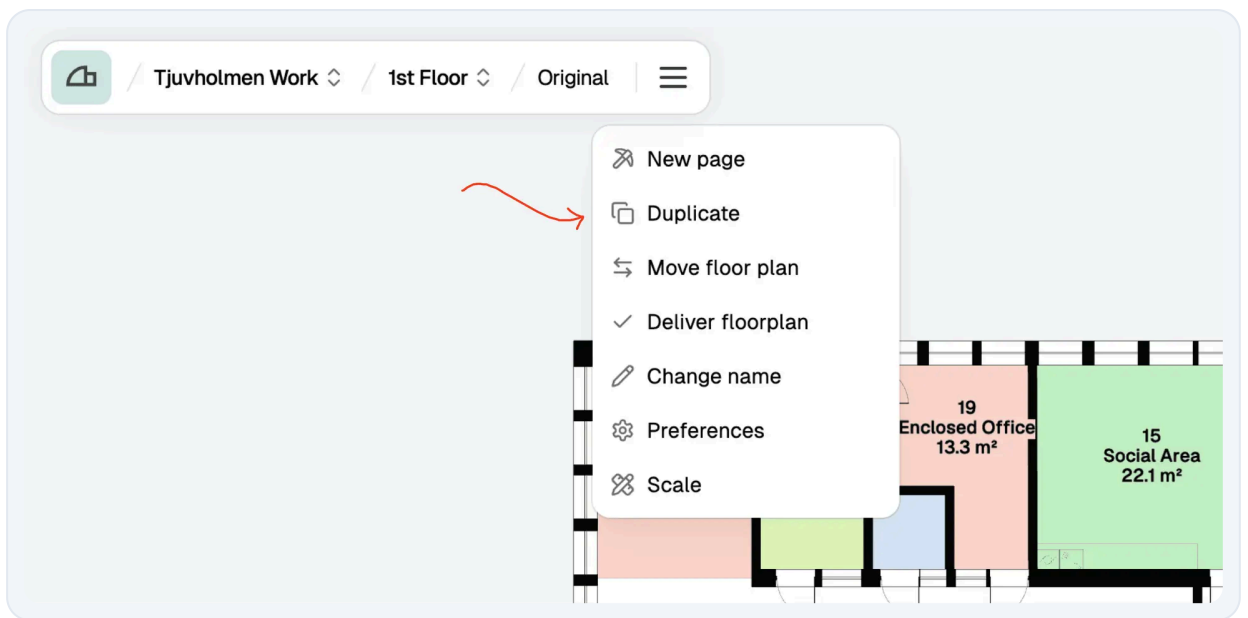 Tjuvholmen Work
1st Floor
Original
New page
Duplicate
Move floor plan
Deliver floorplan
Change name
Preferences
Scale
19
Enclosed Office
13.3 m²
15
Social Area
22.1 m²